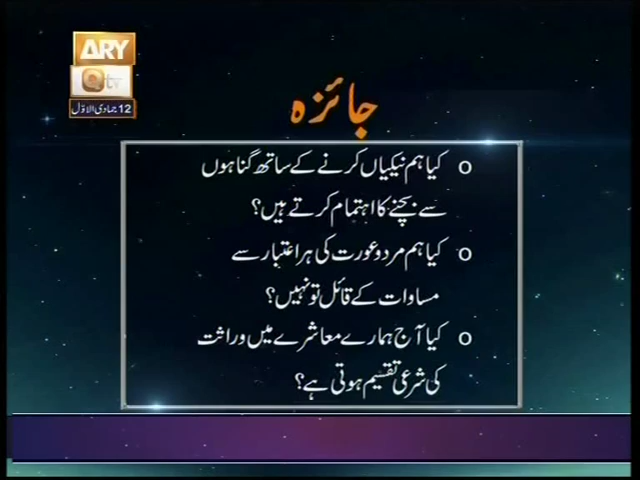 ARY
Qtv
12 جمادی الاوّل
جائزہ
o کیا ہم نیکیاں کرنے کے ساتھ گناہوں
سے بچنے کا اہتمام کرتے ہیں؟
o کیا ہم مرد و عورت کی ہر اعتبار سے
مساوات کے قائل تو نہیں؟
o کیا آج ہمارے معاشرے میں وراثت
کی شرعی تقسیم ہوتی ہے؟